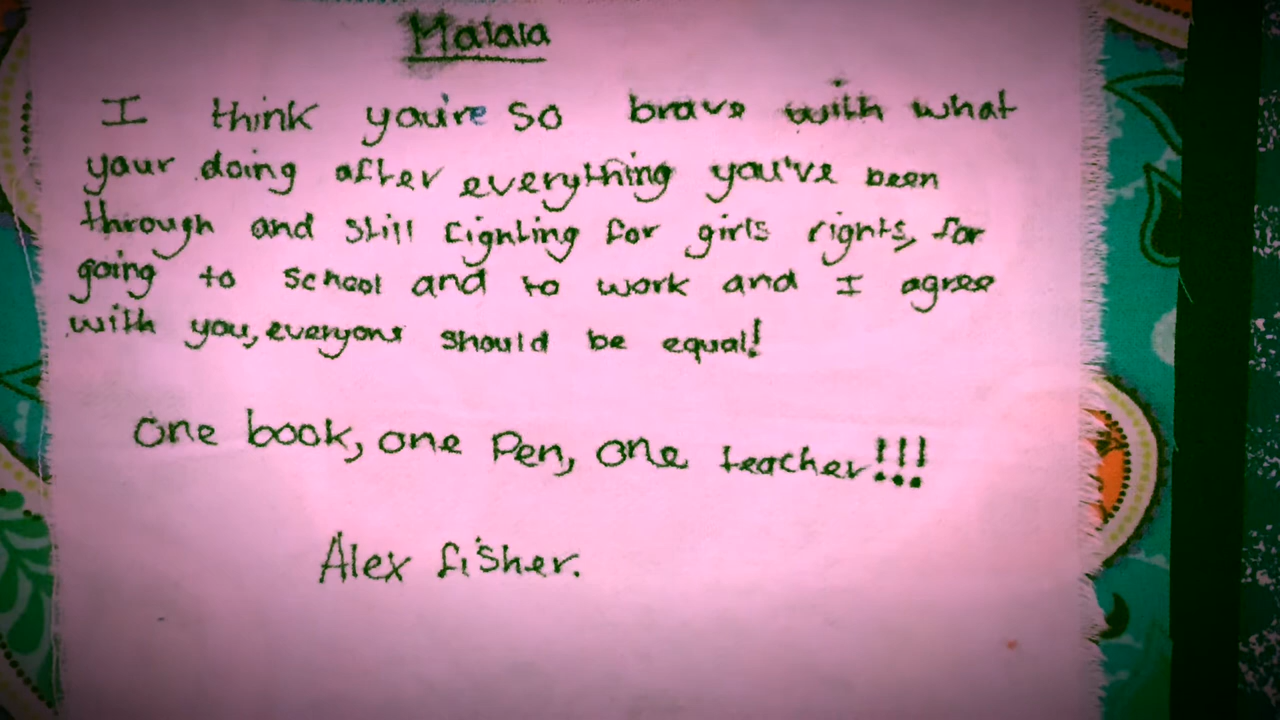 Malala
I think you're so brave with what
your doing after everything you've been
through and still fighting for girls rights, for
going to school and to work and I agree
with you, everyone should be equal!
One book, one Pen, one teacher!!!
Alex fisher.